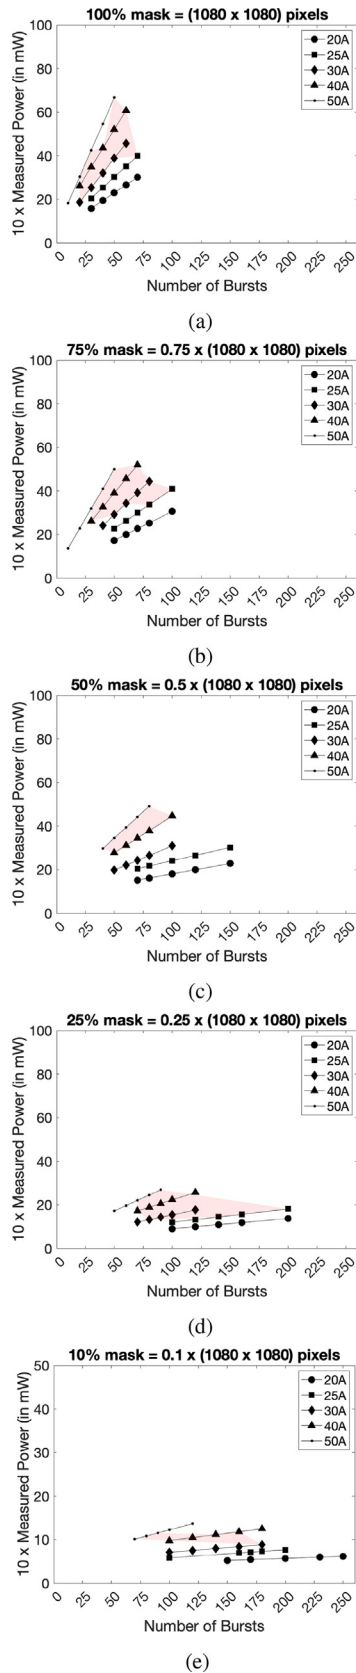 100% mask = (1080 x 1080) pixels
100
80
60
40
20
0
10 x Measured Power (in mW)
20A
25A
30A
40A
50A
0 25 50 75 100 125 150 175 200 225 250
Number of Bursts
(a)
75% mask = 0.75 x (1080 x 1080) pixels
100
80
60
40
20
0
10 x Measured Power (in mW)
20A
25A
30A
40A
50A
0 25 50 75 100 125 150 175 200 225 250
Number of Bursts
(b)
50% mask = 0.5 x (1080 x 1080) pixels
100
80
60
40
20
0
10 x Measured Power (in mW)
20A
25A
30A
40A
50A
0 25 50 75 100 125 150 175 200 225 250
Number of Bursts
(c)
25% mask = 0.25 x (1080 x 1080) pixels
100
80
60
40
20
0
10 x Measured Power (in mW)
20A
25A
30A
40A
50A
0 25 50 75 100 125 150 175 200 225 250
Number of Bursts
(d)
10% mask = 0.1 x (1080 x 1080) pixels
50
40
30
20
10
0
10 x Measured Power (in mW)
20A
25A
30A
40A
50A
0 25 50 75 100 125 150 175 200 225 250
Number of Bursts
(e)